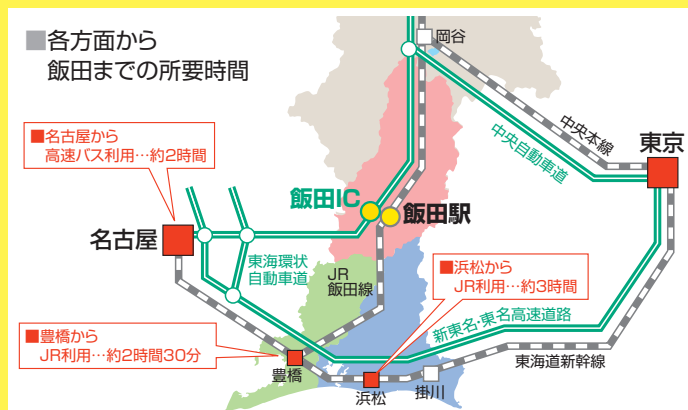 ■各方面から
飯田までの所要時間
岡谷
中央本線
中央自動車道
東京
■名古屋から
高速バス利用…約2時間
飯田IC
飯田駅
名古屋
東海環状
自動車道
JR
飯田線
■浜松から
JR利用…約3時間
新東名・東名高速道路
■豊橋から
JR利用…約2時間30分
東海道新幹線
豊橋
浜松
掛川